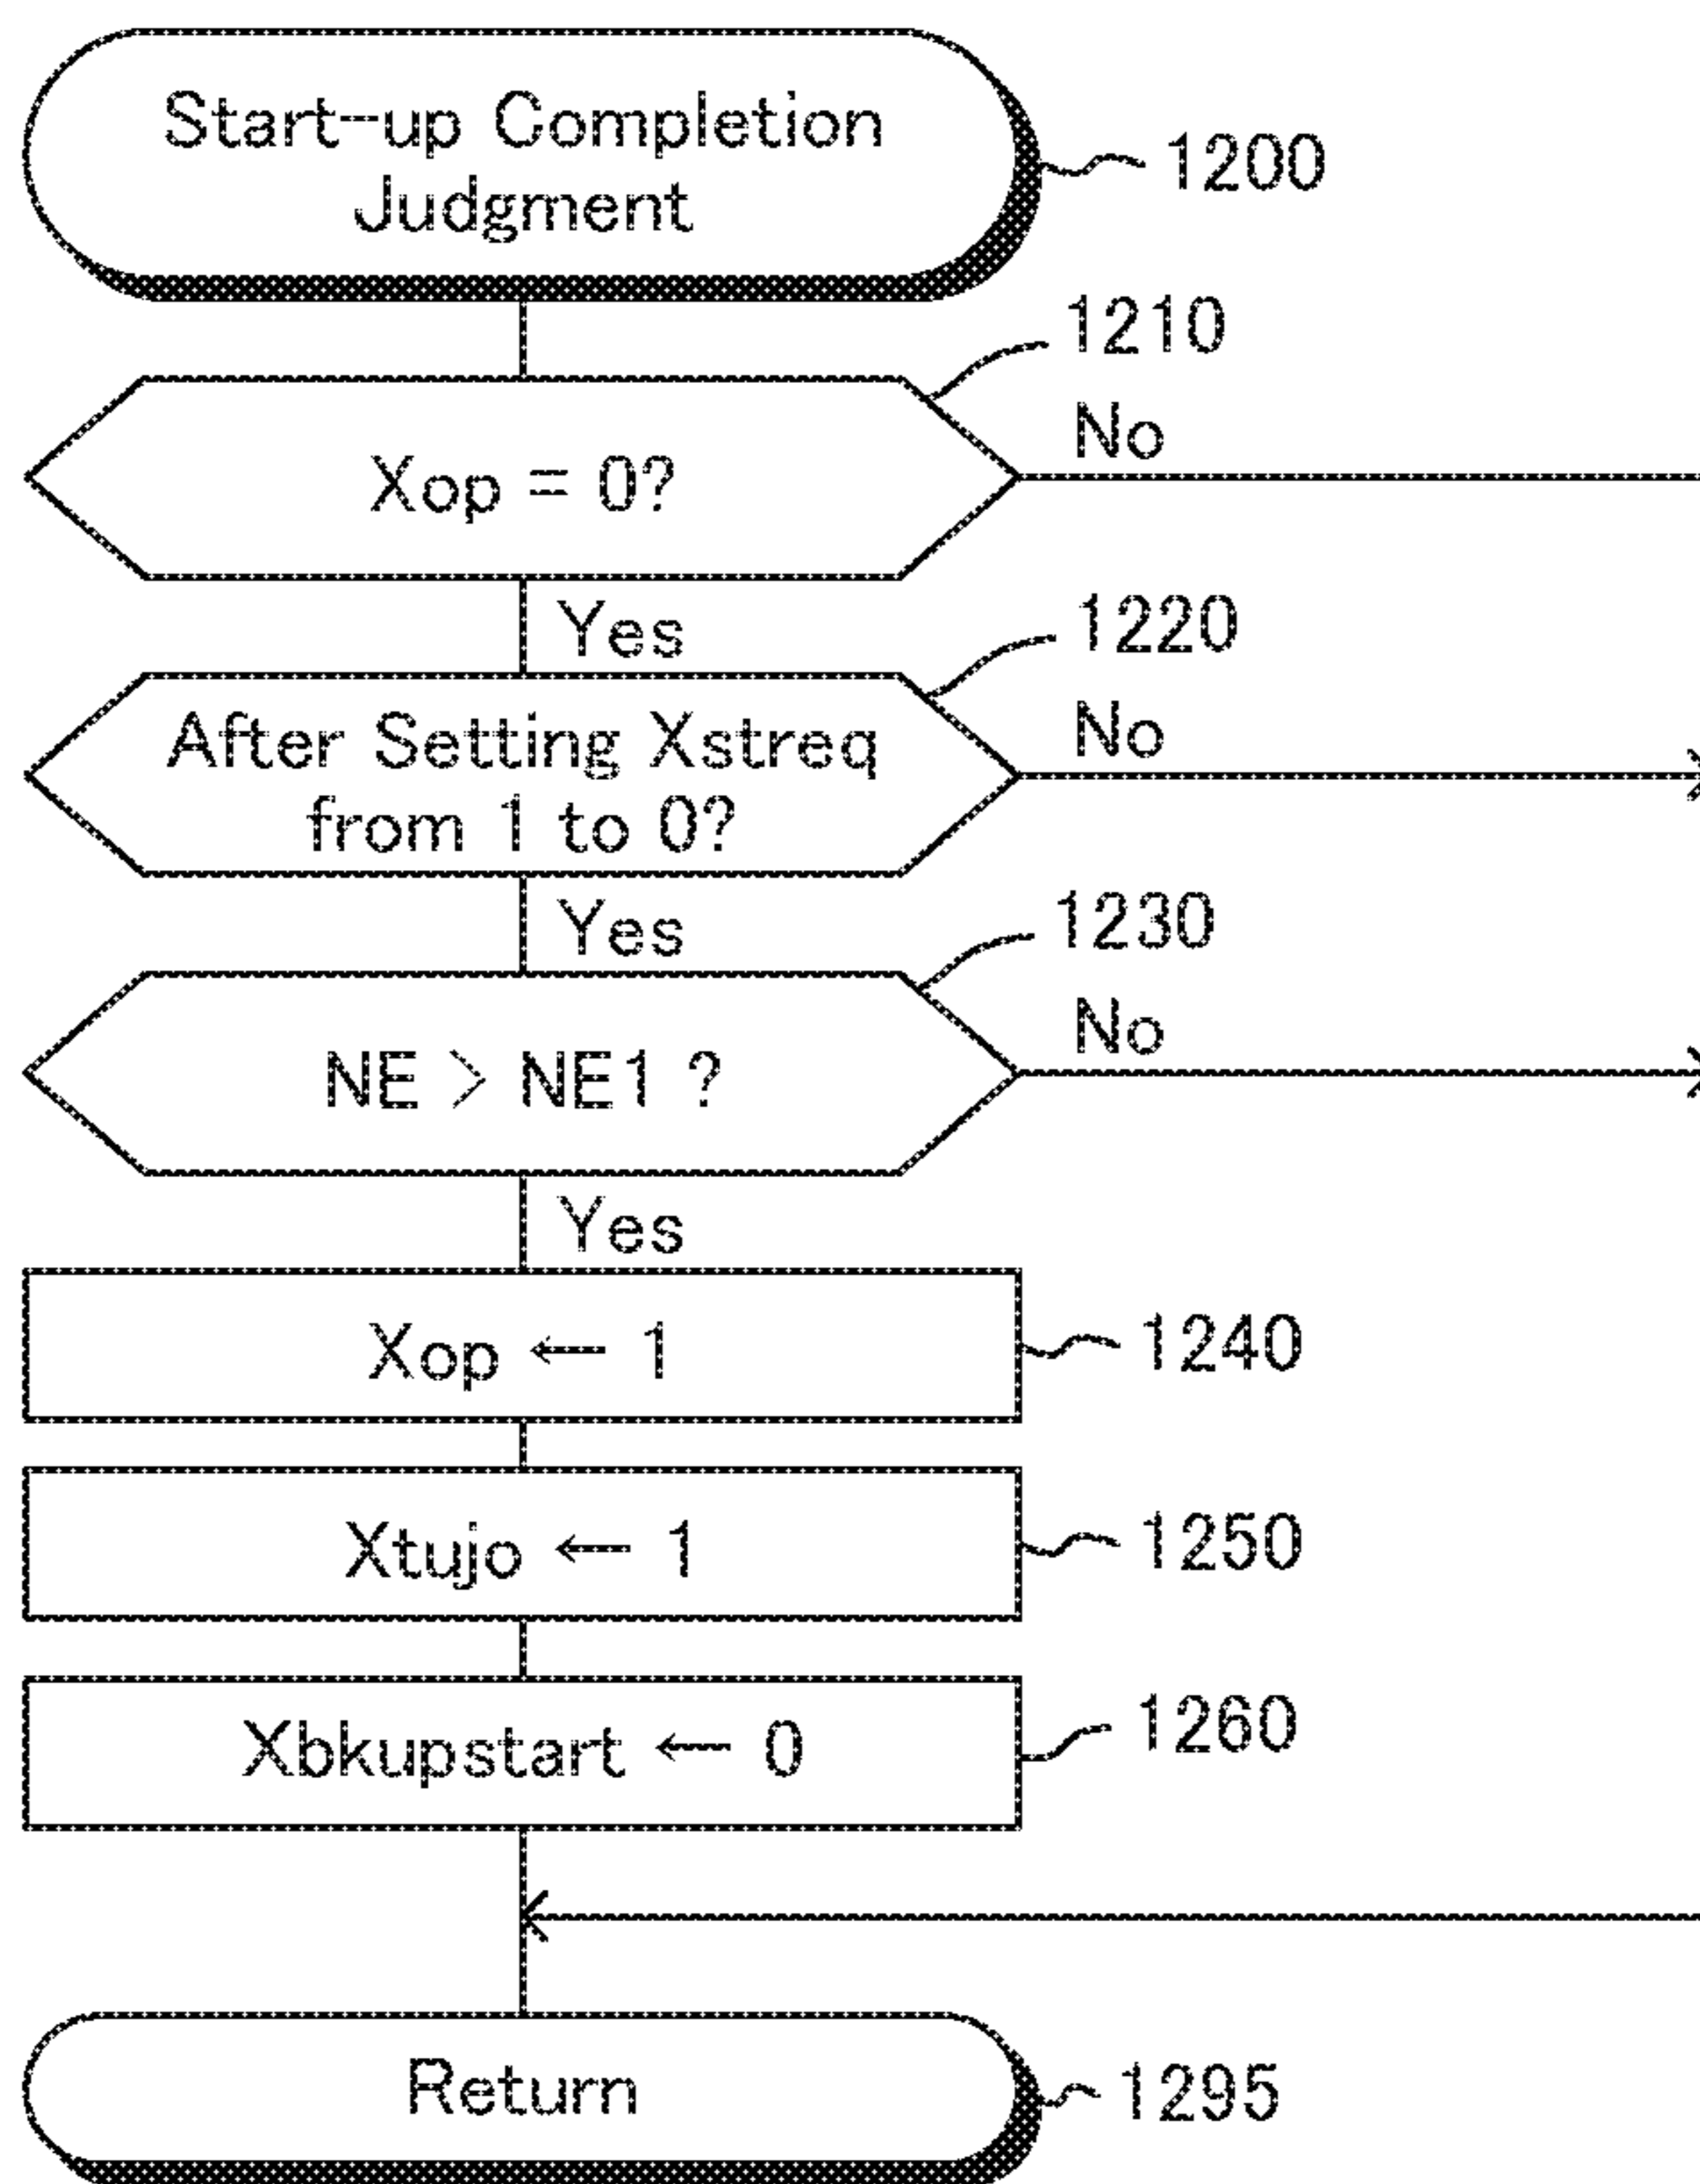 Start-up Completion
Judgment
1200
1210
No
Xop = 0?
Yes
1220
No
After Setting Xstreq
from 1 to 0?
Yes
1230
No
NE > NE1 ?
Yes
Xop ← 1
1240
Xtujo ← 1
1250
Xbkupstart ← 0
1260
Return
1295